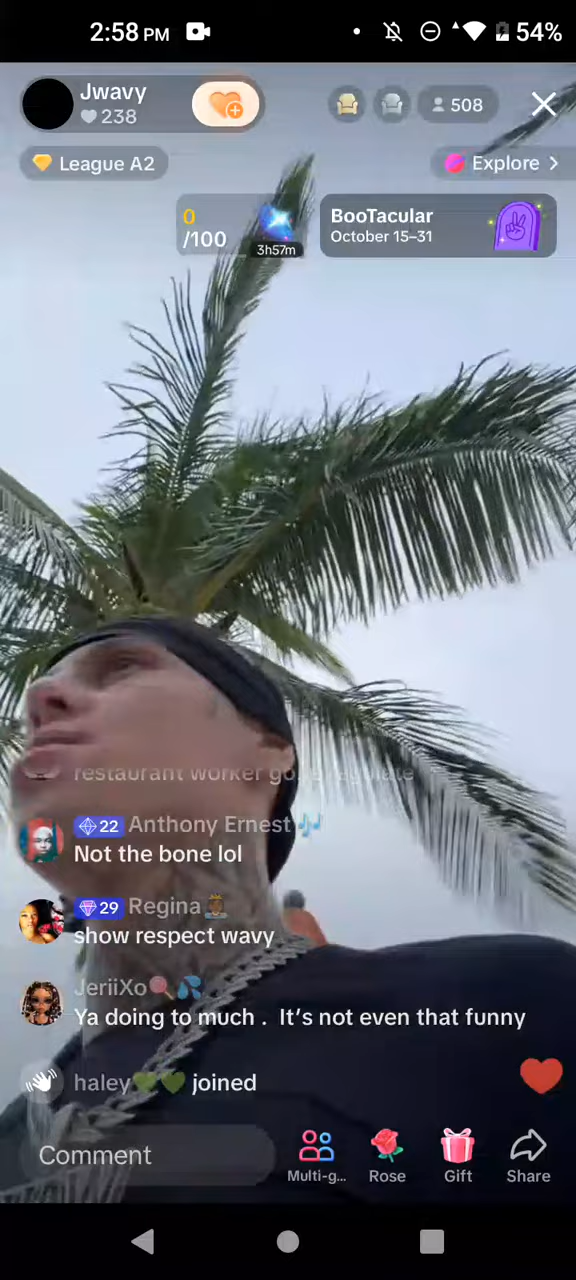 2:58 PM
54%
Jwavy
238
508
League A2
Explore >
0
/100
3h57m
BooTacular
October 15–31
restaurant worker
22 Anthony Ernest
Not the bone lol
29 Regina
show respect wavy
JeriiXo
Ya doing to much . It's not even that funny
haley joined
Comment
Multi-g...
Rose
Gift
Share